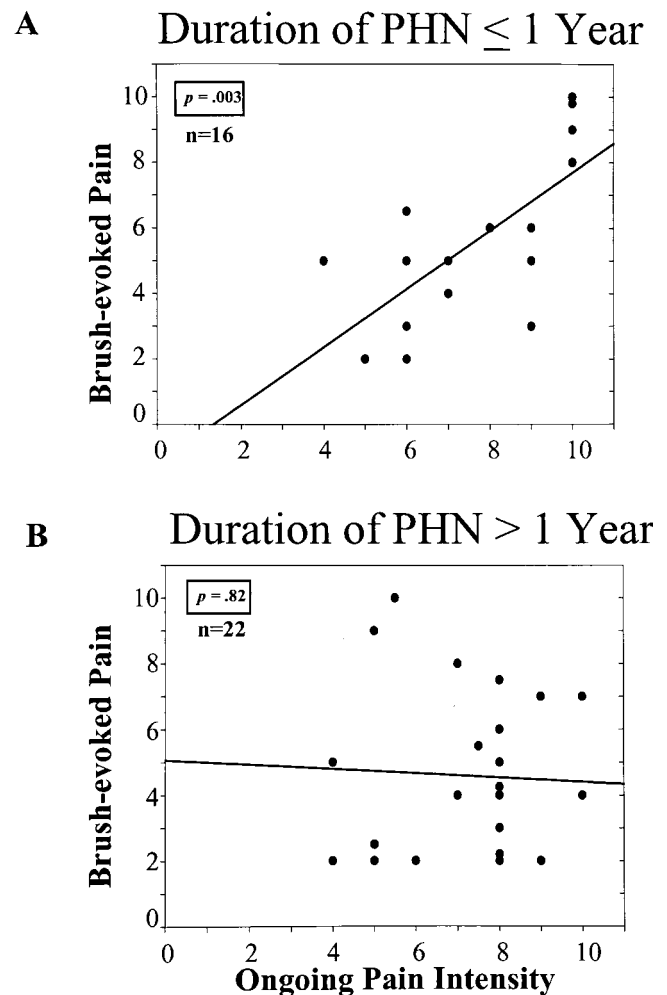 A
Duration of PHN ≤ 1 Year
p = .003
n=16
Brush-evoked Pain
10
8
6
4
2
0
0 2 4 6 8 10
B
Duration of PHN > 1 Year
p = .82
n=22
Brush-evoked Pain
10
8
6
4
2
0
0 2 4 6 8 10
Ongoing Pain Intensity